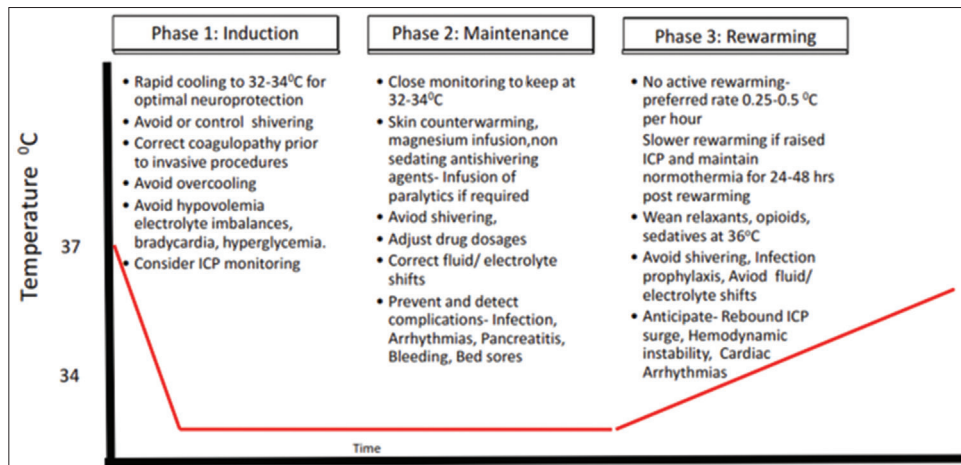 Phase 1: Induction
• Rapid cooling to 32-34⁰C for
optimal neuroprotection
• Avoid or control shivering
• Correct coagulopathy prior
to invasive procedures
• Avoid overcooling
• Avoid hypovolemia
electrolyte imbalances,
bradycardia, hyperglycemia.
• Consider ICP monitoring
Phase 2: Maintenance
• Close monitoring to keep at
32-34⁰C
• Skin counterwarming,
magnesium infusion,non
sedating antishivering
agents- Infusion of
paralytics if required
• Aviod shivering,
• Adjust drug dosages
• Correct fluid/ electrolyte
shifts
• Prevent and detect
complications- Infection,
Arrhythmias, Pancreatitis,
Bleeding, Bed sores
Phase 3: Rewarming
• No active rewarming-
preferred rate 0.25-0.5 ⁰C
per hour
Slower rewarming if raised
ICP and maintain
normothermia for 24-48 hrs
post rewarming
• Wean relaxants, opioids,
sedatives at 36°C
• Avoid shivering, Infection
prophylaxis, Aviod fluid/
electrolyte shifts
• Anticipate- Rebound ICP
surge, Hemodynamic
instability, Cardiac
Arrhythmias
Temperature ⁰C
37
34
Time